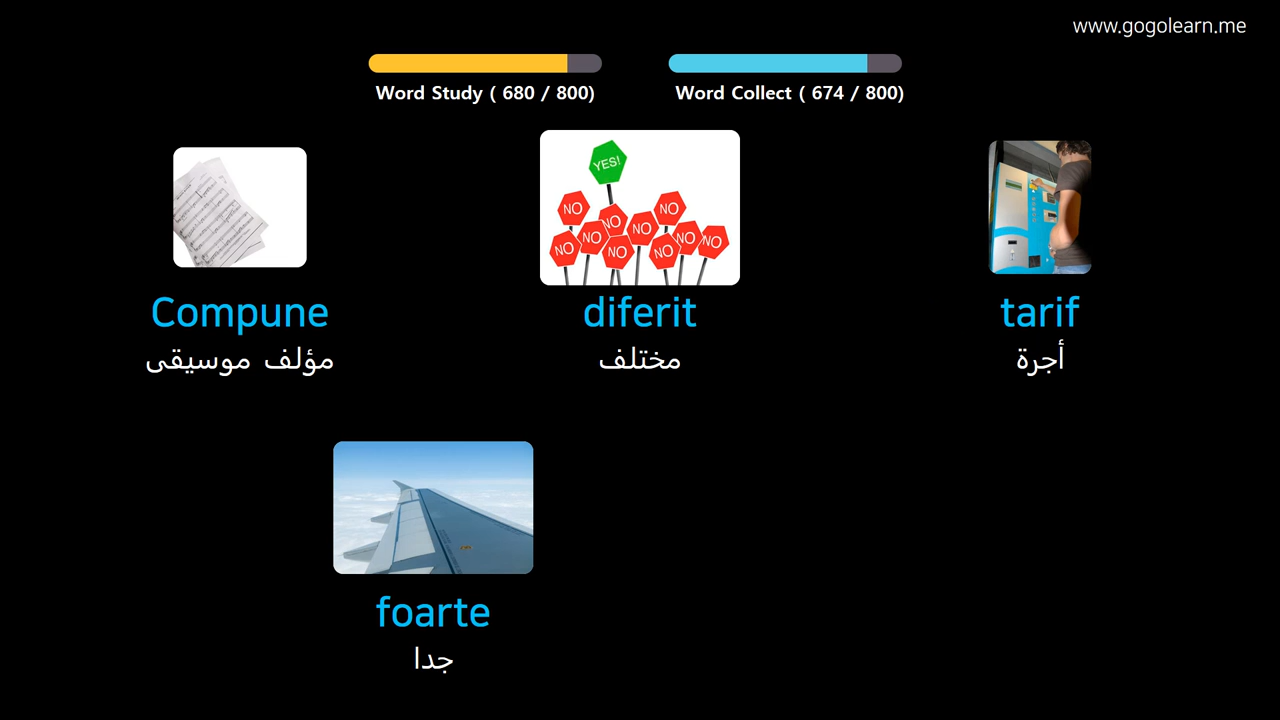 www.gogolearn.me
Word Study ( 680 / 800)
Word Collect ( 674 / 800)
YES!
NO
NO
NO
NO
NO
NO
NO
NO
NO
NO
Compune
مؤلف موسيقى
diferit
مختلف
tarif
أجرة
foarte
جدا